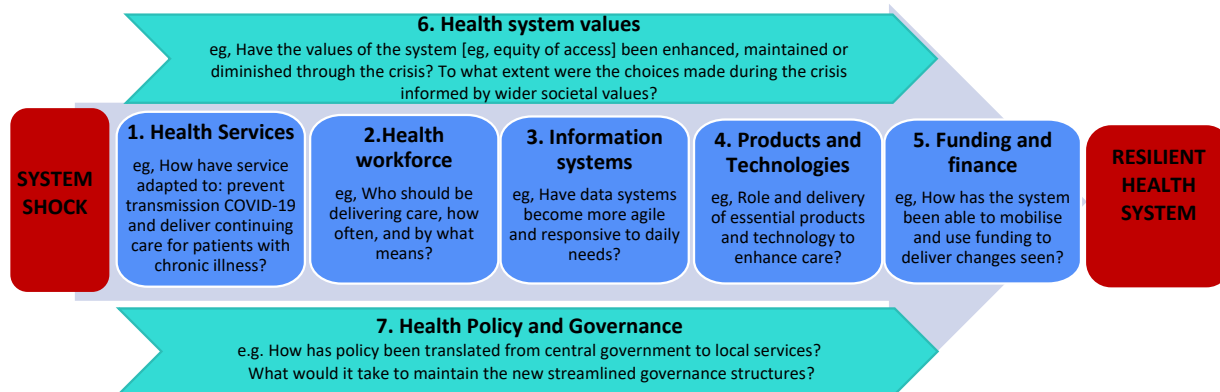 6. Health system values
eg, Have the values of the system [eg, equity of access] been enhanced, maintained or
diminished through the crisis? To what extent were the choices made during the crisis
informed by wider societal values?
SYSTEM
SHOCK
1. Health Services
eg, How have service
adapted to: prevent
transmission COVID-19
and deliver continuing
care for patients with
chronic illness?
2.Health
workforce
eg, Who should be
delivering care, how
often, and by what
means?
3. Information
systems
eg, Have data systems
become more agile
and responsive to daily
needs?
4. Products and
Technologies
eg, Role and delivery
of essential products
and technology to
enhance care?
5. Funding and
finance
eg, How has the system
been able to mobilise
and use funding to
deliver changes seen?
RESILIENT
HEALTH
SYSTEM
7. Health Policy and Governance
e.g. How has policy been translated from central government to local services?
What would it take to maintain the new streamlined governance structures?